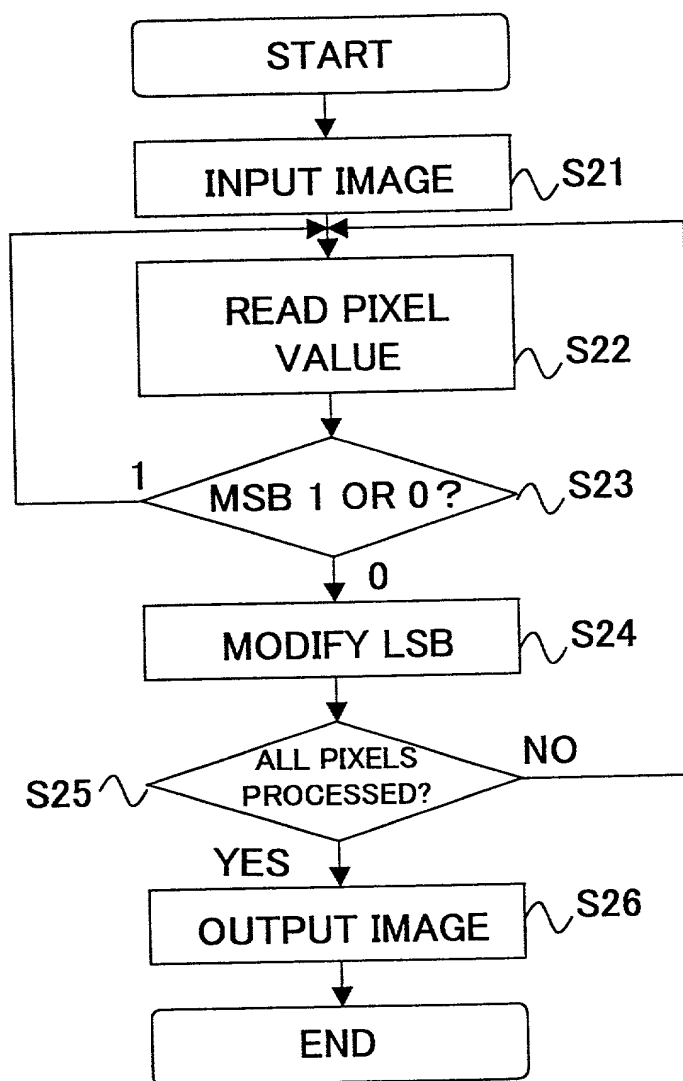 START
INPUT IMAGE
S21
READ PIXEL
VALUE
S22
1
MSB 1 OR 0?
S23
0
MODIFY LSB
S24
ALL PIXELS
PROCESSED?
NO
S25
YES
OUTPUT IMAGE
S26
END